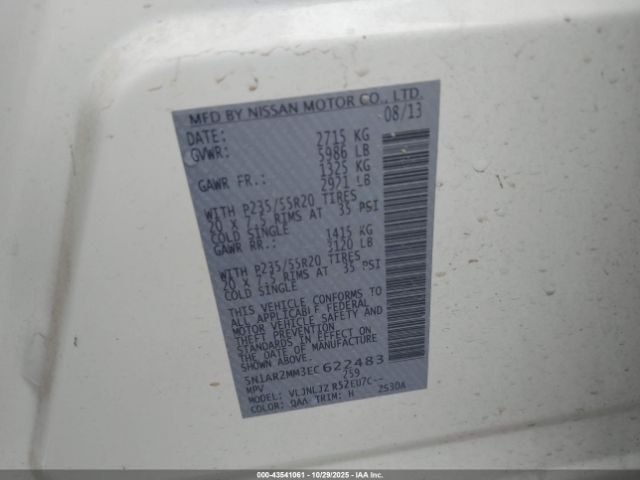 MFD BY NISSAN MOTOR CO., LTD.
DATE: 08/13
GVWR: 2715 KG
5986 LB
GAWR FR.: 1325 KG
2921 LB
WITH P235/55R20 TIRES
20 X 7.5 RIMS AT 35 PSI
COLD SINGLE
GAWR RR.: 1415 KG
3120 LB
WITH P235/55R20 TIRES
20 X 7.5 RIMS AT 35 PSI
COLD SINGLE
THIS VEHICLE CONFORMS TO
ALL APPLICABLE FEDERAL
MOTOR VEHICLE SAFETY AND
THEFT PREVENTION
STANDARDS IN EFFECT ON
THE DATE OF MANUFACTURE
SHOWN ABOVE.
5N1AR2MM3EC622483
MPV 259
MODEL: VLJNLJZ R52EU7C--
COLOR: QAA TRIM: H 2530A
000-43541061 - 10/29/2025 - IAAI, Inc.